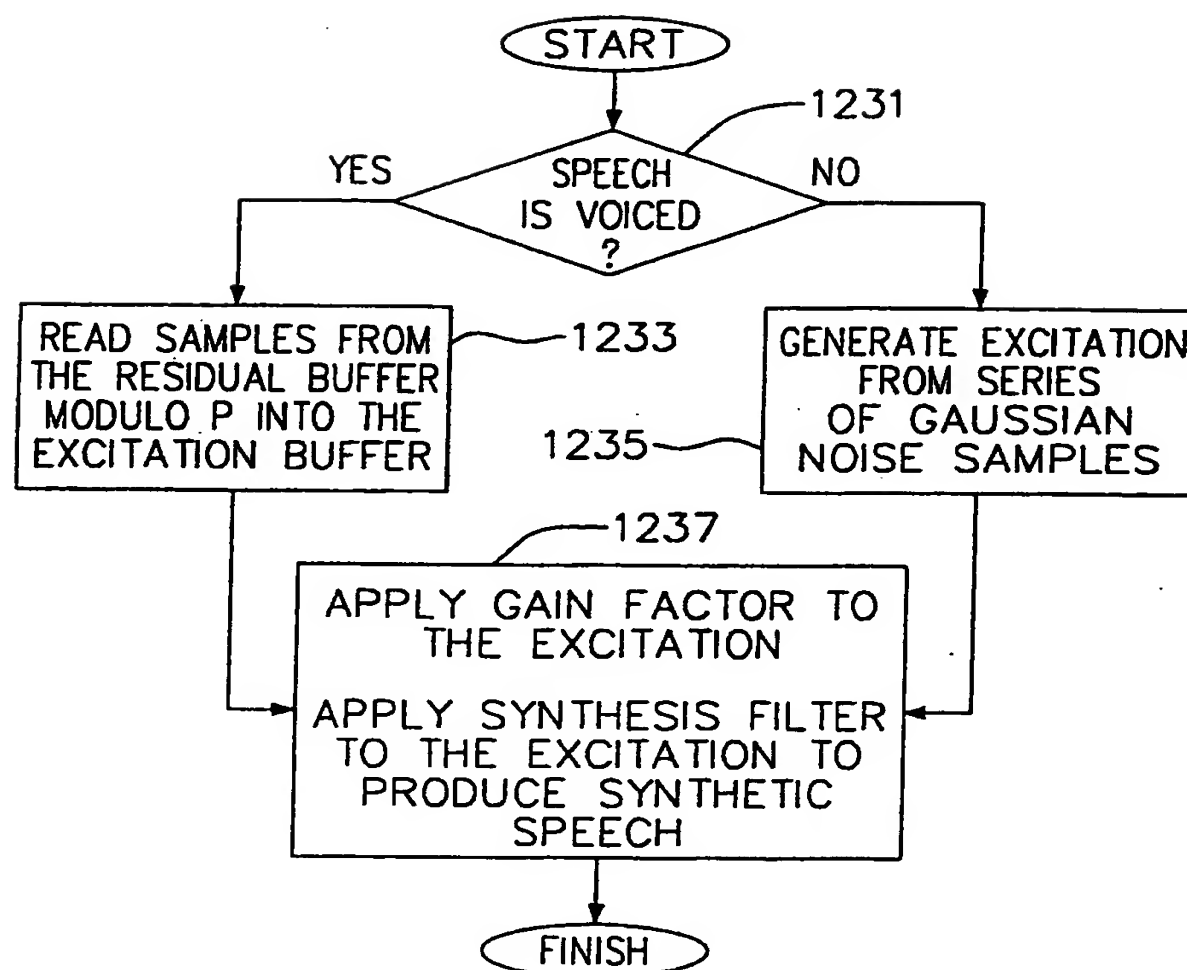 START
1231
YES
SPEECH
IS VOICED
?
NO
READ SAMPLES FROM
THE RESIDUAL BUFFER
MODULO P INTO THE
EXCITATION BUFFER
1233
GENERATE EXCITATION
FROM SERIES
OF GAUSSIAN
NOISE SAMPLES
1235
1237
APPLY GAIN FACTOR TO
THE EXCITATION
APPLY SYNTHESIS FILTER
TO THE EXCITATION TO
PRODUCE SYNTHETIC
SPEECH
FINISH